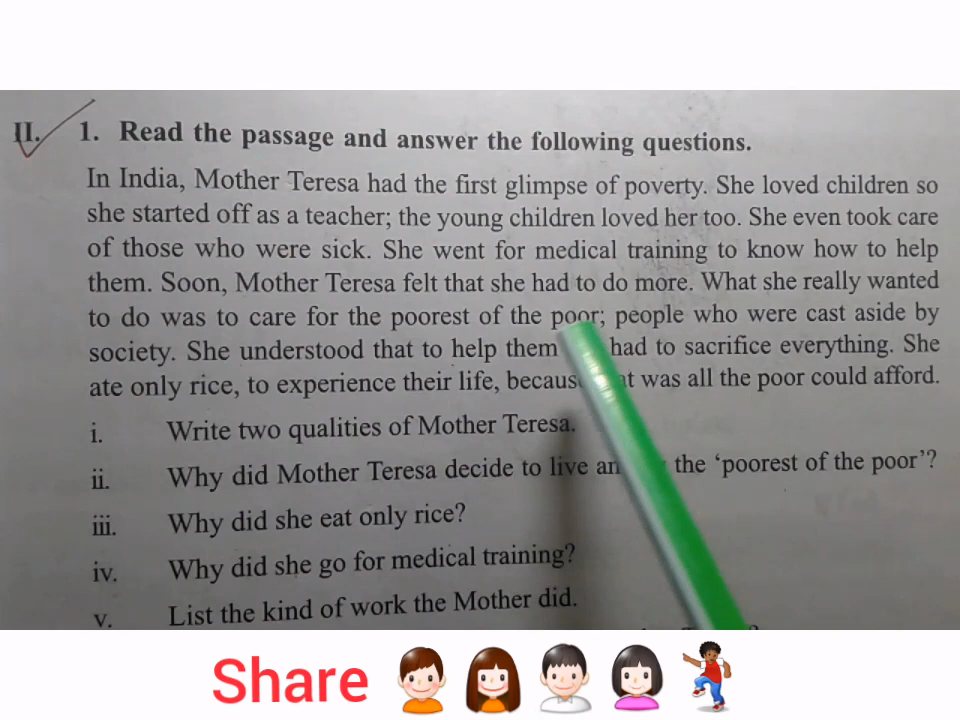 II. 1. Read the passage and answer the following questions.
In India, Mother Teresa had the first glimpse of poverty. She loved children so
she started off as a teacher; the young children loved her too. She even took care
of those who were sick. She went for medical training to know how to help
them. Soon, Mother Teresa felt that she had to do more. What she really wanted
to do was to care for the poorest of the poor; people who were cast aside by
society. She understood that to help them had to sacrifice everything. She
ate only rice, to experience their life, because was all the poor could afford.
i. Write two qualities of Mother Teresa.
ii. Why did Mother Teresa decide to live the ‘poorest of the poor’?
iii. Why did she eat only rice?
iv. Why did she go for medical training?
v. List the kind of work the Mother did.
Share